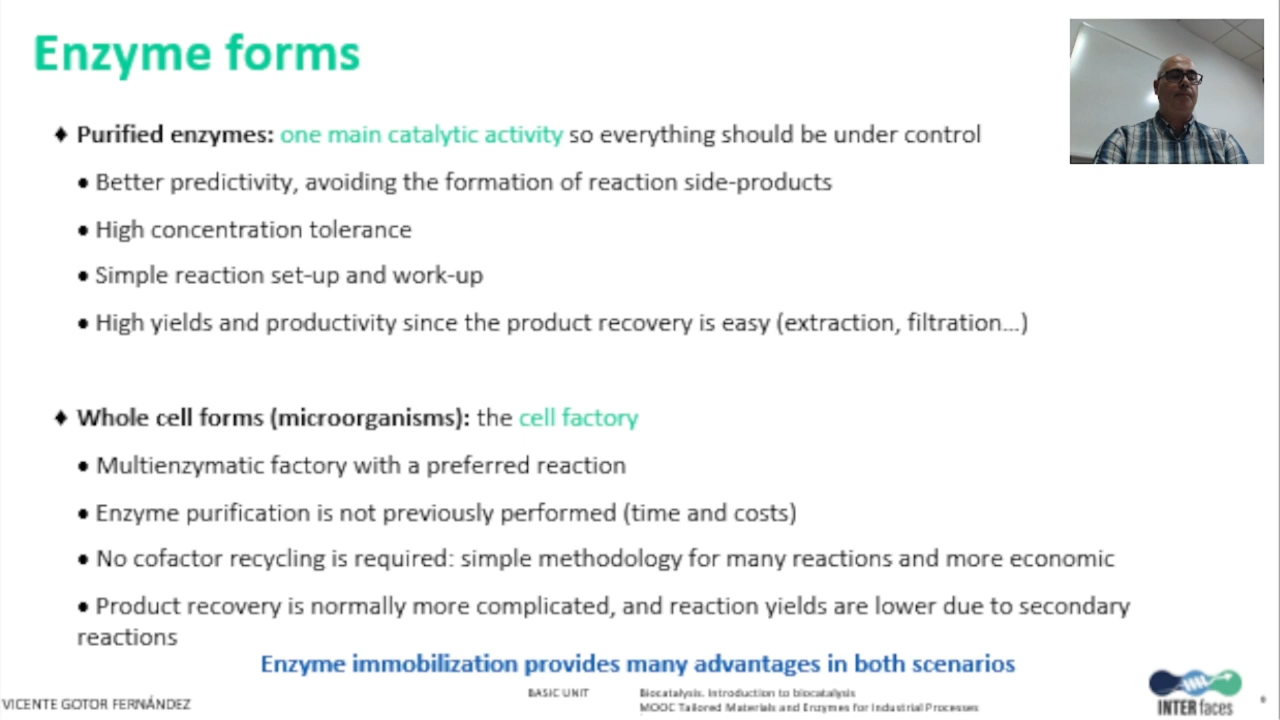 Enzyme forms
♦ Purified enzymes: one main catalytic activity so everything should be under control
• Better predictivity, avoiding the formation of reaction side-products
• High concentration tolerance
• Simple reaction set-up and work-up
• High yields and productivity since the product recovery is easy (extraction, filtration...)
♦ Whole cell forms (microorganisms): the cell factory
• Multienzymatic factory with a preferred reaction
• Enzyme purification is not previously performed (time and costs)
• No cofactor recycling is required: simple methodology for many reactions and more economic
• Product recovery is normally more complicated, and reaction yields are lower due to secondary
reactions
Enzyme immobilization provides many advantages in both scenarios
VICENTE GOTOR FERNÁNDEZ
BASIC UNIT
Biocatalysis. Introduction to biocatalysis
MOOC Tailored Materials and Enzymes for Industrial Processes
INTERfaces